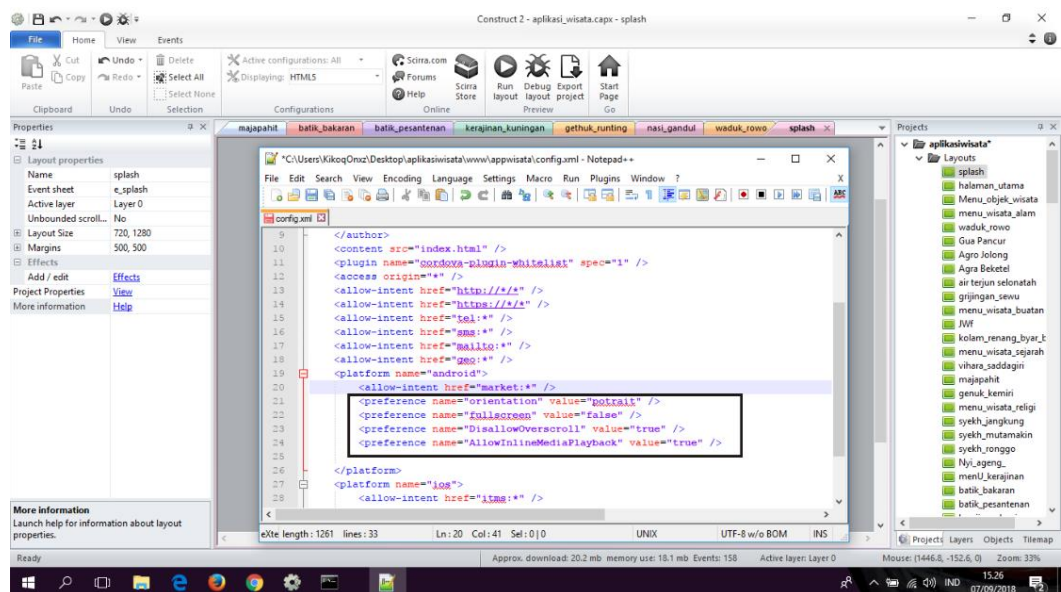 Construct 2 - aplikasi_wisata.capx - splash
File Home View Events
Paste Cut Copy Clipboard
Undo Redo Undo
Delete Select All Select None Selection
Active configurations: All
Displaying: HTML5
Configurations
Scirra.com Forums Help Scirra Store Online
Run layout Debug layout Export project Preview
Start Page Go
Properties
Layout properties
Name splash
Event sheet e_splash
Active layer Layer 0
Unbounded scroll... No
Layout Size 720, 1280
Margins 500, 500
Effects
Add / edit Effects
Project Properties View
More information Help
More information
Launch help for information about layout
properties.
majapahit batik_bakaran batik_pesantenan kerajinan_kuningan gethuk_runting nasi_gandul waduk_rowo splash
*C:\Users\KikoqOnxz\Desktop\aplikasiwisata\www\appwisata\config.xml - Notepad++
File Edit Search View Encoding Language Settings Macro Run Plugins Window ? X
config.xml
9 </author>
10 <content src="index.html" />
11 <plugin name="cordova-plugin-whitelist" spec="1" />
12 <access origin="*" />
13 <allow-intent href="http://*/*" />
14 <allow-intent href="https://*/*" />
15 <allow-intent href="tel:*" />
16 <allow-intent href="sms:*" />
17 <allow-intent href="mailto:*" />
18 <allow-intent href="geo:*" />
19 <platform name="android">
20 <allow-intent href="market:*" />
21 <preference name="orientation" value="potrait" />
22 <preference name="fullscreen" value="false" />
23 <preference name="DisallowOverscroll" value="true" />
24 <preference name="AllowInlineMediaPlayback" value="true" />
25
26 </platform>
27 <platform name="ios">
28 <allow-intent href="itms:*" />
eXte length : 1261 lines : 33 Ln : 20 Col : 41 Sel : 0 | 0 UNIX UTF-8 w/o BOM INS
Projects
aplikasiwisata*
Layouts
splash
halaman_utama
Menu_objek_wisata
menu_wisata_alam
waduk_rowo
Gua Pancur
Agro Jolong
Agra Beketel
air terjun selonatah
grijingan_sewu
menu_wisata_buatan
JWf
kolam_renang_byar_b
menu_wisata_sejarah
vihara_saddagiri
majapahit
genuk_kemiri
menu_wisata_religi
syekh_jangkung
syekh_mutamakin
syekh_ronggo
Nyi_ageng_
menU_kerajinan
batik_bakaran
batik_pesantenan
Projects Layers Objects Tilemap
Ready Approx. download: 20.2 mb memory use: 18.1 mb Events: 158 Active layer: Layer 0 Mouse: (1446.8, -152.6, 0) Zoom: 33%
IND 15.26
07/09/2018